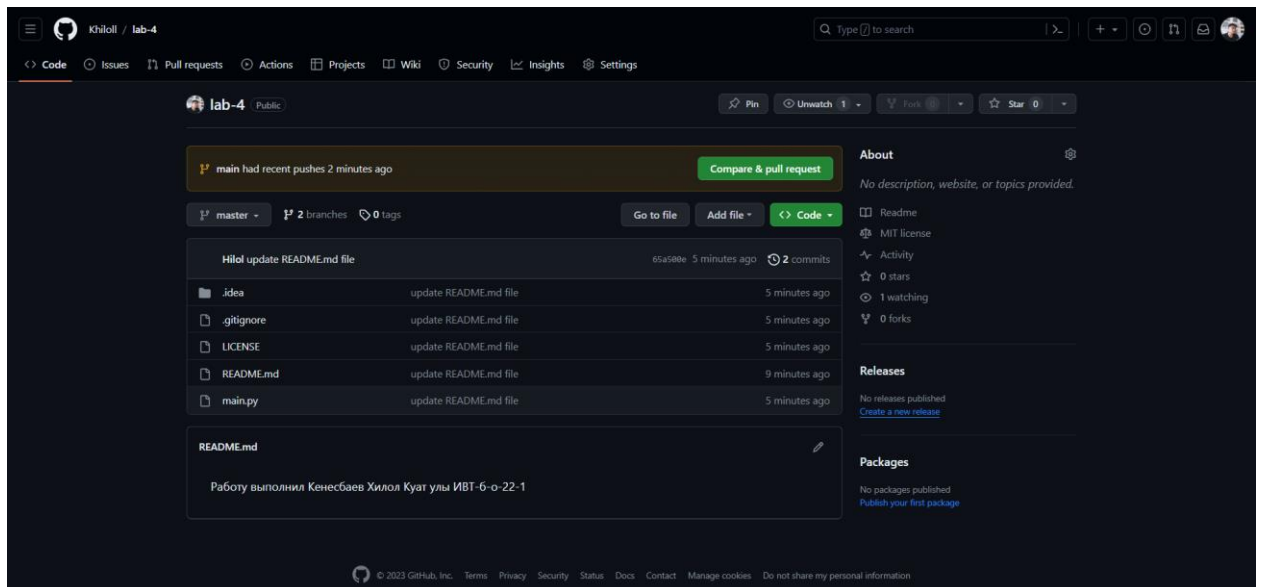 Khiloll / lab-4
Type / to search
Code Issues Pull requests Actions Projects Wiki Security Insights Settings
lab-4 Public
Pin Unwatch 1 Fork 0 Star 0
main had recent pushes 2 minutes ago Compare & pull request
master 2 branches 0 tags Go to file Add file Code
Hilol update README.md file 65a500e 5 minutes ago 2 commits
.idea update README.md file 5 minutes ago
.gitignore update README.md file 5 minutes ago
LICENSE update README.md file 5 minutes ago
README.md update README.md file 9 minutes ago
main.py update README.md file 5 minutes ago
README.md
Работу выполнил Кенесбаев Хилол Куат улы ИВТ-б-о-22-1
About
No description, website, or topics provided.
Readme
MIT license
Activity
0 stars
1 watching
0 forks
Releases
No releases published
Create a new release
Packages
No packages published
Publish your first package
© 2023 GitHub, Inc. Terms Privacy Security Status Docs Contact Manage cookies Do not share my personal information